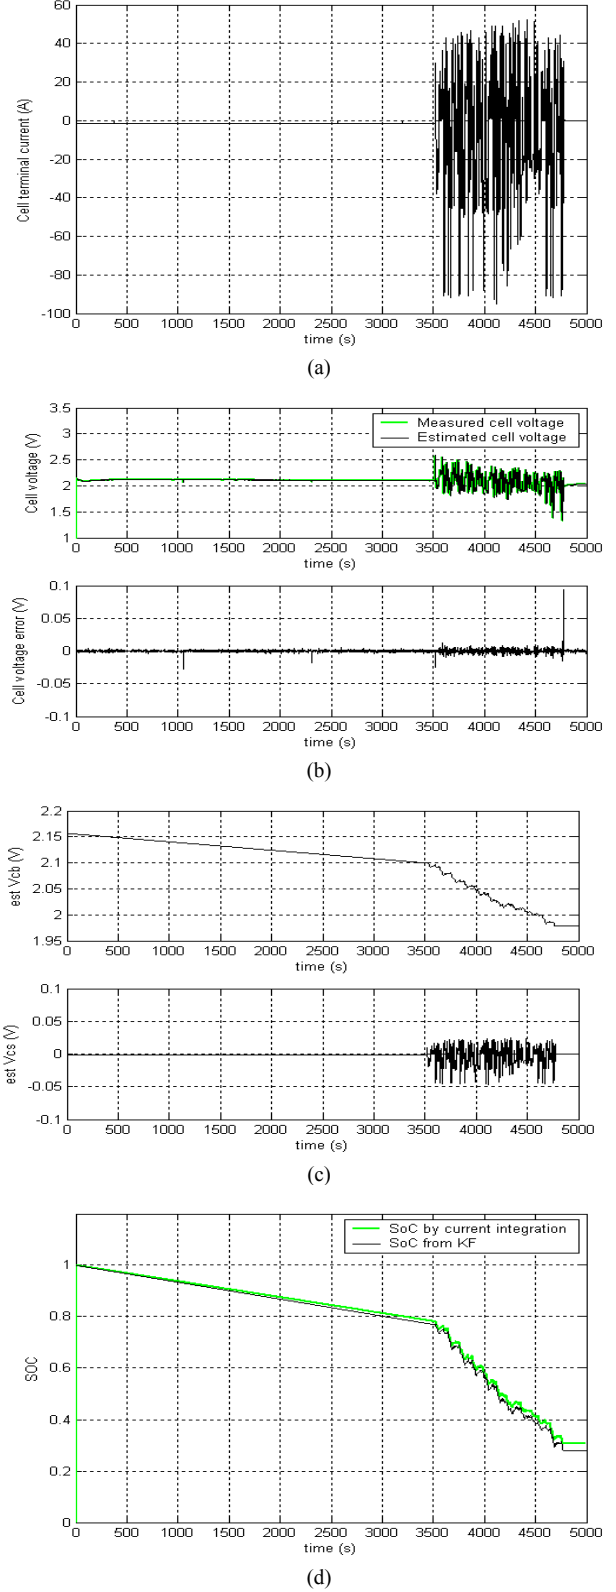 60
40
20
0
-20
-40
-60
-80
-100
Cell terminal current (A)
0 500 1000 1500 2000 2500 3000 3500 4000 4500 5000
time (s)
(a)
3.5
3
2.5
2
1.5
1
Cell voltage (V)
Measured cell voltage
Estimated cell voltage
0 500 1000 1500 2000 2500 3000 3500 4000 4500 5000
time (s)
0.1
0.05
0
-0.05
-0.1
Cell voltage error (V)
0 500 1000 1500 2000 2500 3000 3500 4000 4500 5000
time (s)
(b)
2.2
2.15
2.1
2.05
2
1.95
est Vcb (V)
0 500 1000 1500 2000 2500 3000 3500 4000 4500 5000
time (s)
0.1
0.05
0
-0.05
-0.1
est Vcs (V)
0 500 1000 1500 2000 2500 3000 3500 4000 4500 5000
time (s)
(c)
SoC by current integration
SoC from KF
1
0.8
0.6
0.4
0.2
0
SOC
0 500 1000 1500 2000 2500 3000 3500 4000 4500 5000
time (s)
(d)